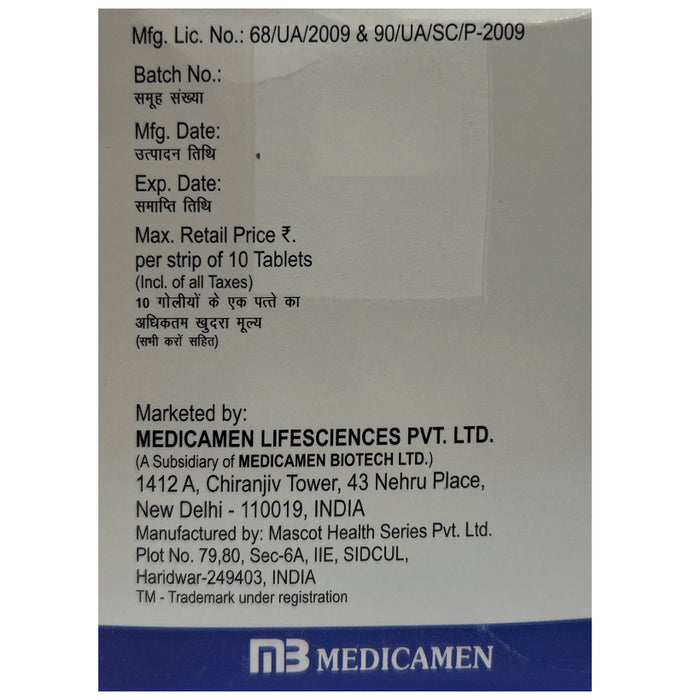 Mfg. Lic. No.: 68/UA/2009 & 90/UA/SC/P-2009
Batch No.:
समूह संख्या
Mfg. Date:
उत्पादन तिथि
Exp. Date:
समाप्ति तिथि
Max. Retail Price ₹.
per strip of 10 Tablets
(Incl. of all Taxes)
10 गोलीयों के एक पत्ते का
अधिकतम खुदरा मूल्य
(सभी करों सहित)
Marketed by:
MEDICAMEN LIFESCIENCES PVT. LTD.
(A Subsidiary of MEDICAMEN BIOTECH LTD.)
1412 A, Chiranjiv Tower, 43 Nehru Place,
New Delhi - 110019, INDIA
Manufactured by: Mascot Health Series Pvt. Ltd.
Plot No. 79,80, Sec-6A, IIE, SIDCUL,
Haridwar-249403, INDIA
TM - Trademark under registration
MB MEDICAMEN